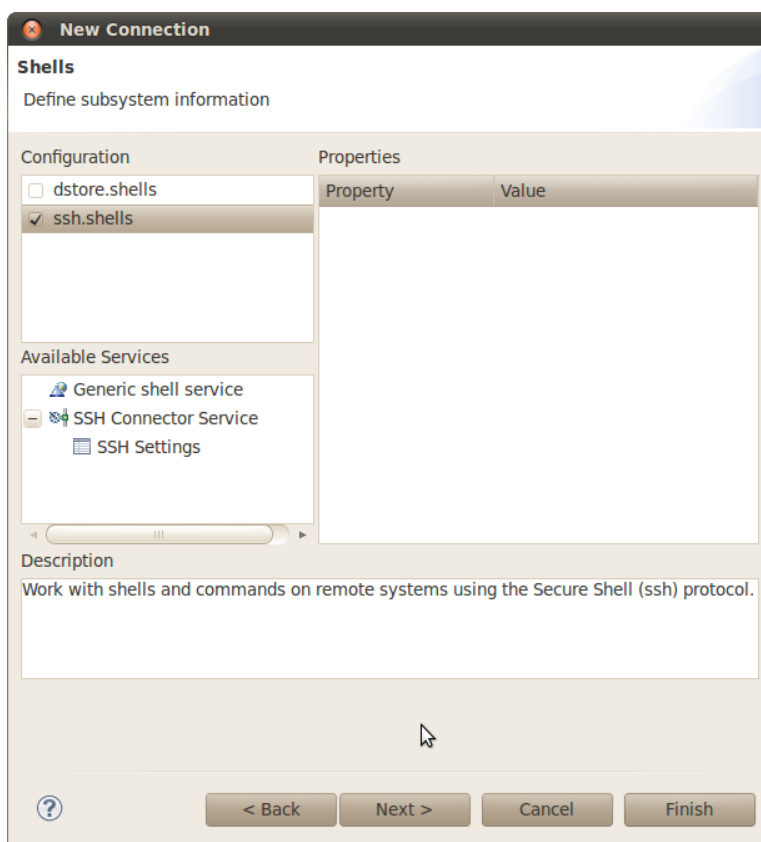 New Connection
Shells
Define subsystem information
Configuration
Properties
dstore.shells
ssh.shells
Property Value
Available Services
Generic shell service
SSH Connector Service
SSH Settings
Description
Work with shells and commands on remote systems using the Secure Shell (ssh) protocol.
?
< Back Next > Cancel Finish